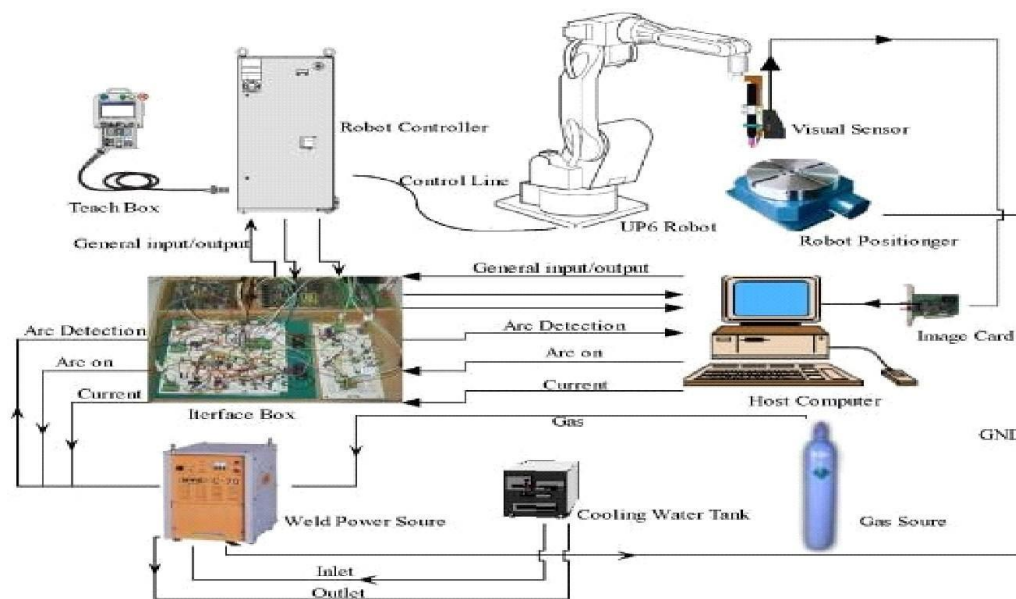 Robot Controller
Visual Sensor
Control Line
Teach Box
UP6 Robot
Robot Positionger
General input/output
General input/output
Arc Detection
Arc Detection
Image Card
Arc on
Arc on
Current
Current
Host Computer
Iterface Box
Gas
GND
Weld Power Soure
Cooling Water Tank
Gas Soure
Inlet
Outlet